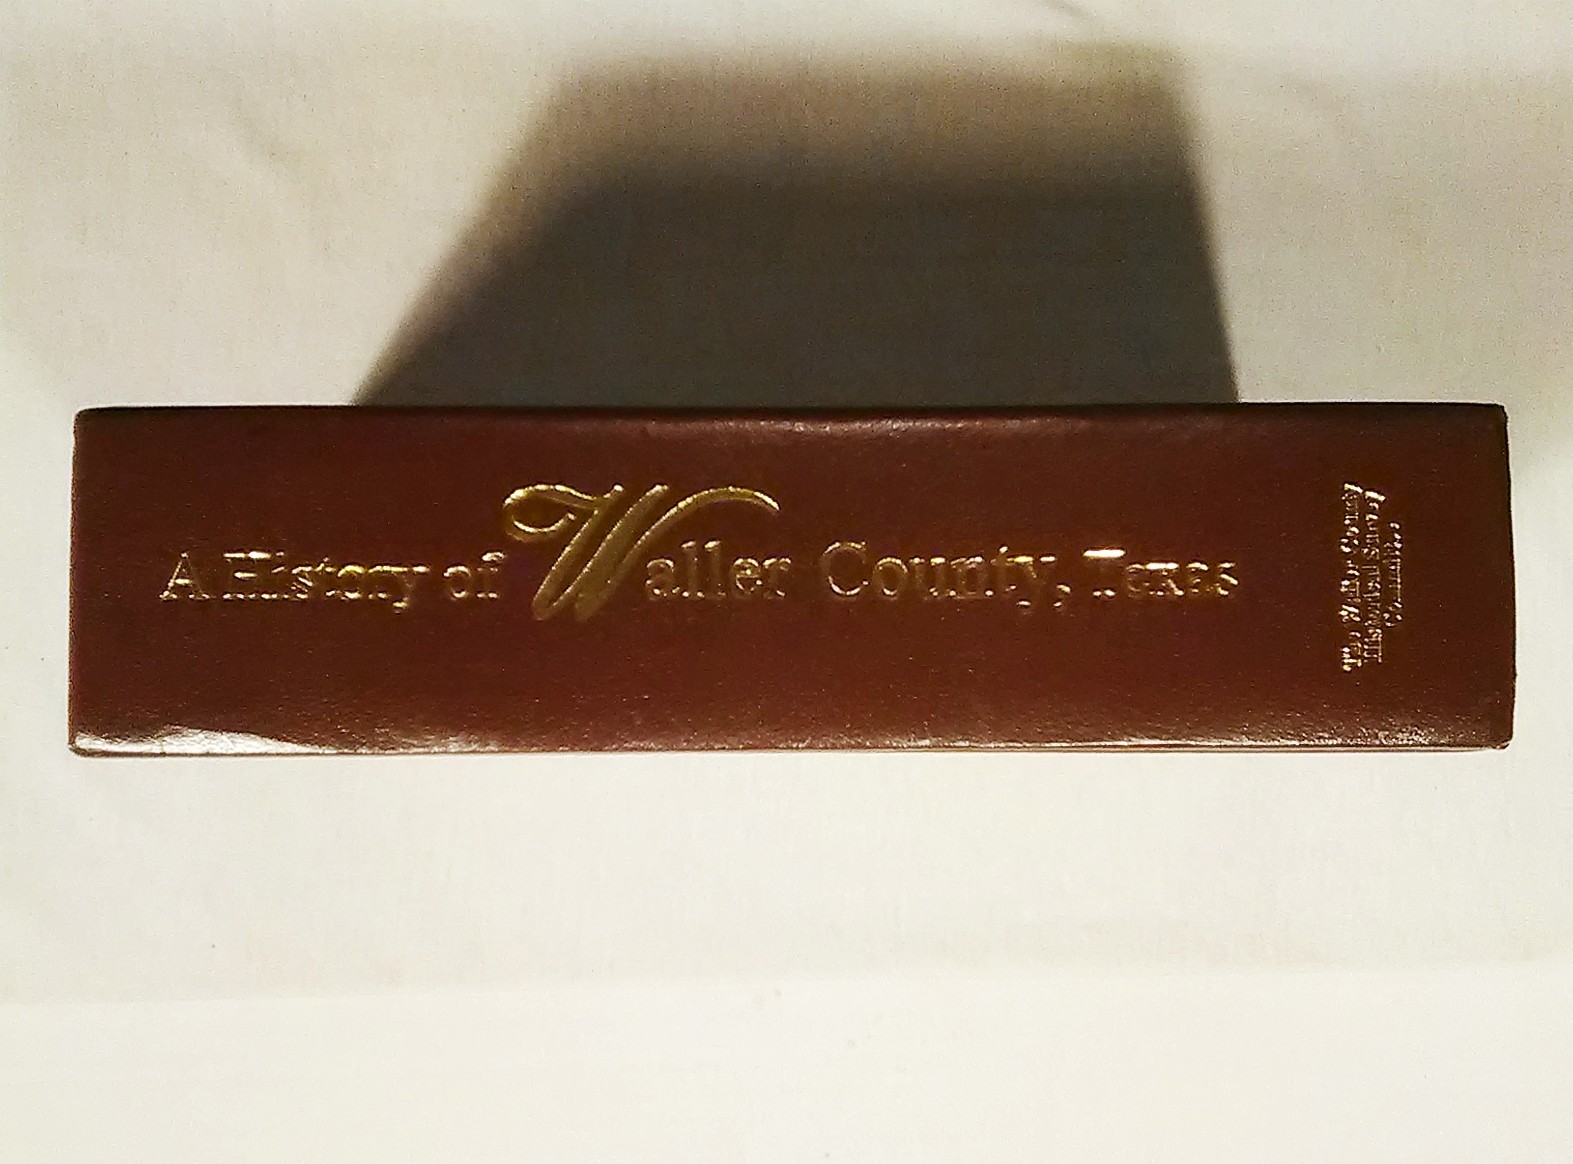 A History of Waller County, Texas
The Waller County
Historical Survey
Committee